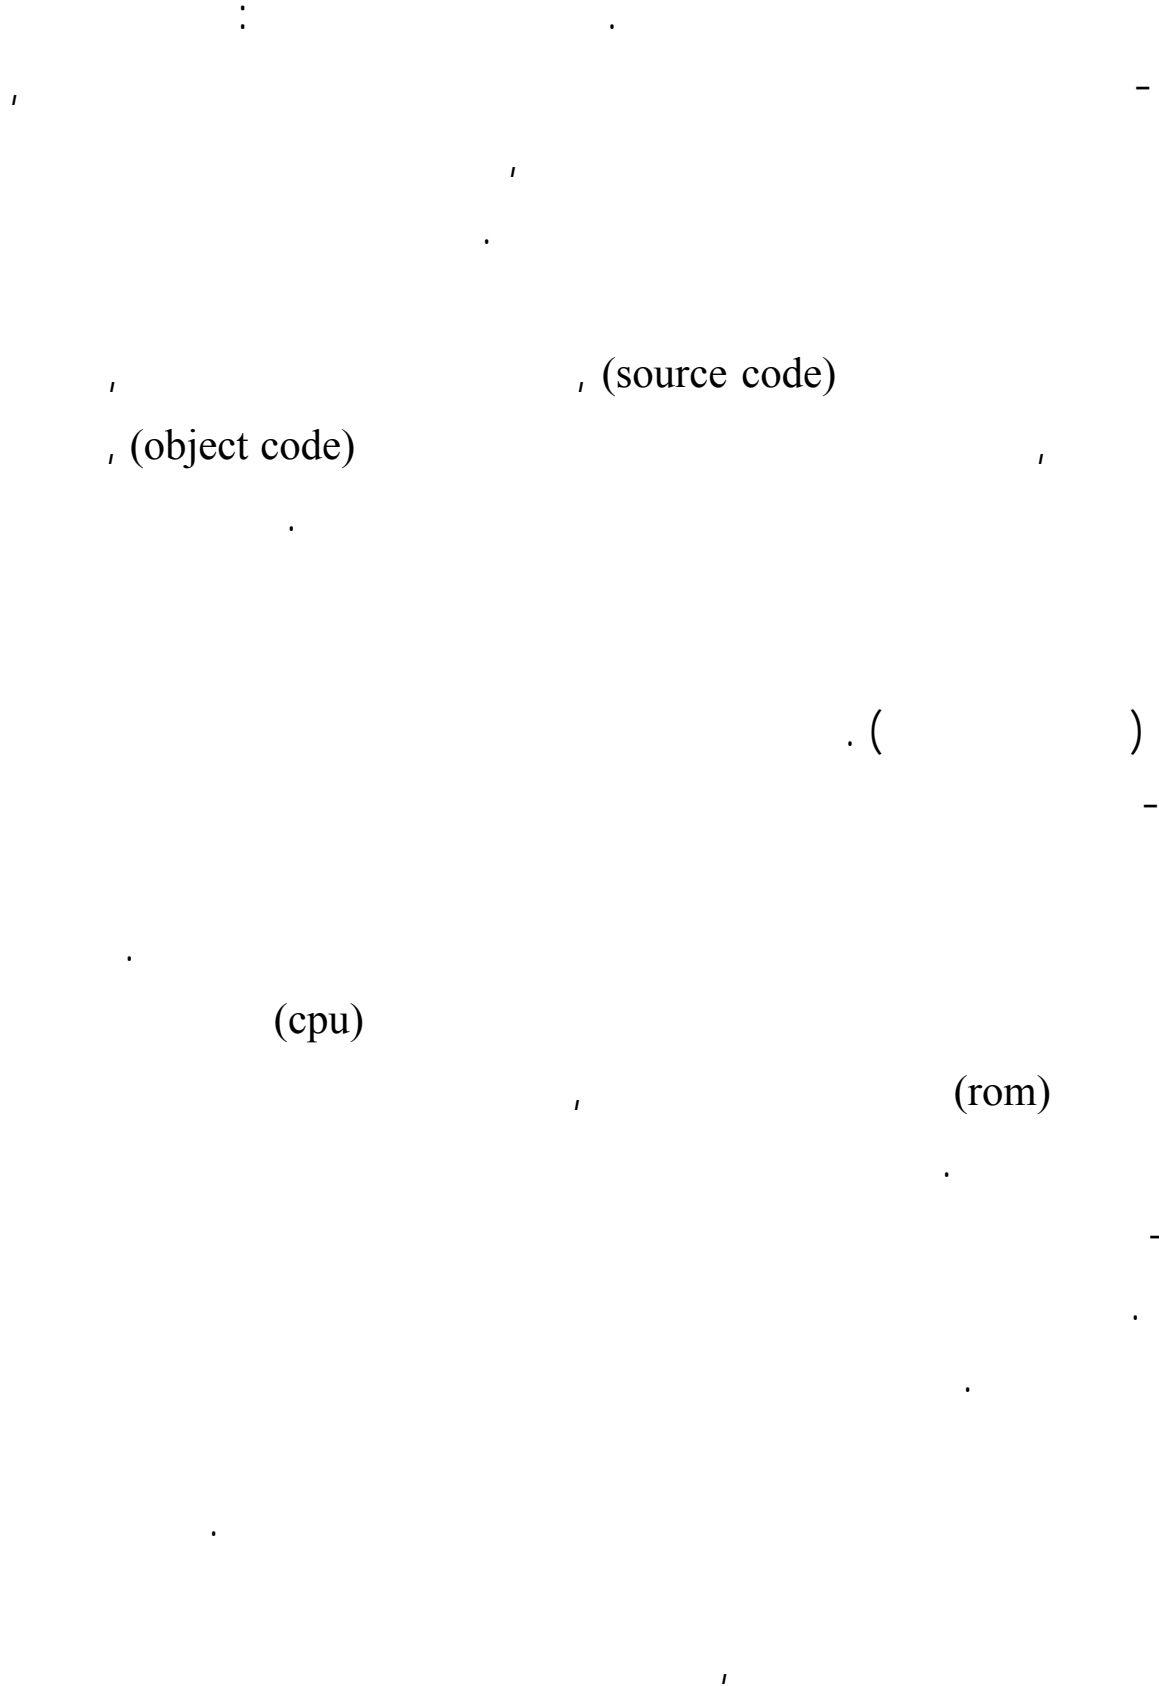 . :
- ,
,
.
(source code) , ,
, (object code) ,
.
( ) .
-
.
(cpu)
(rom) ,
.
-
.
.
.
,